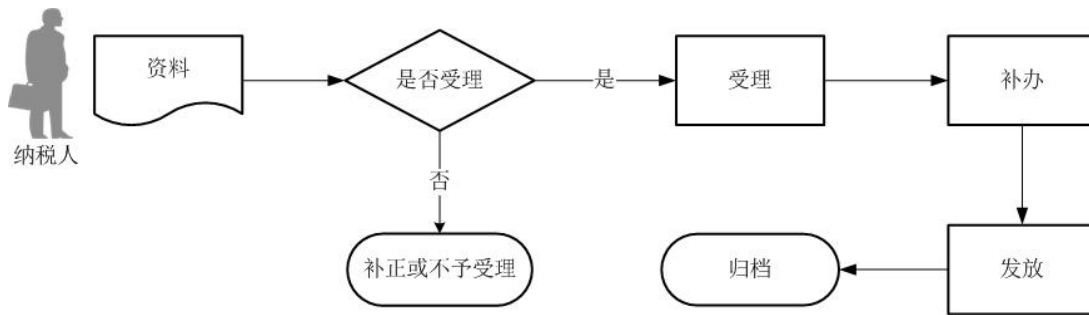 资料
是否受理
是
受理
补办
纳税人
否
补正或不予受理
归档
发放